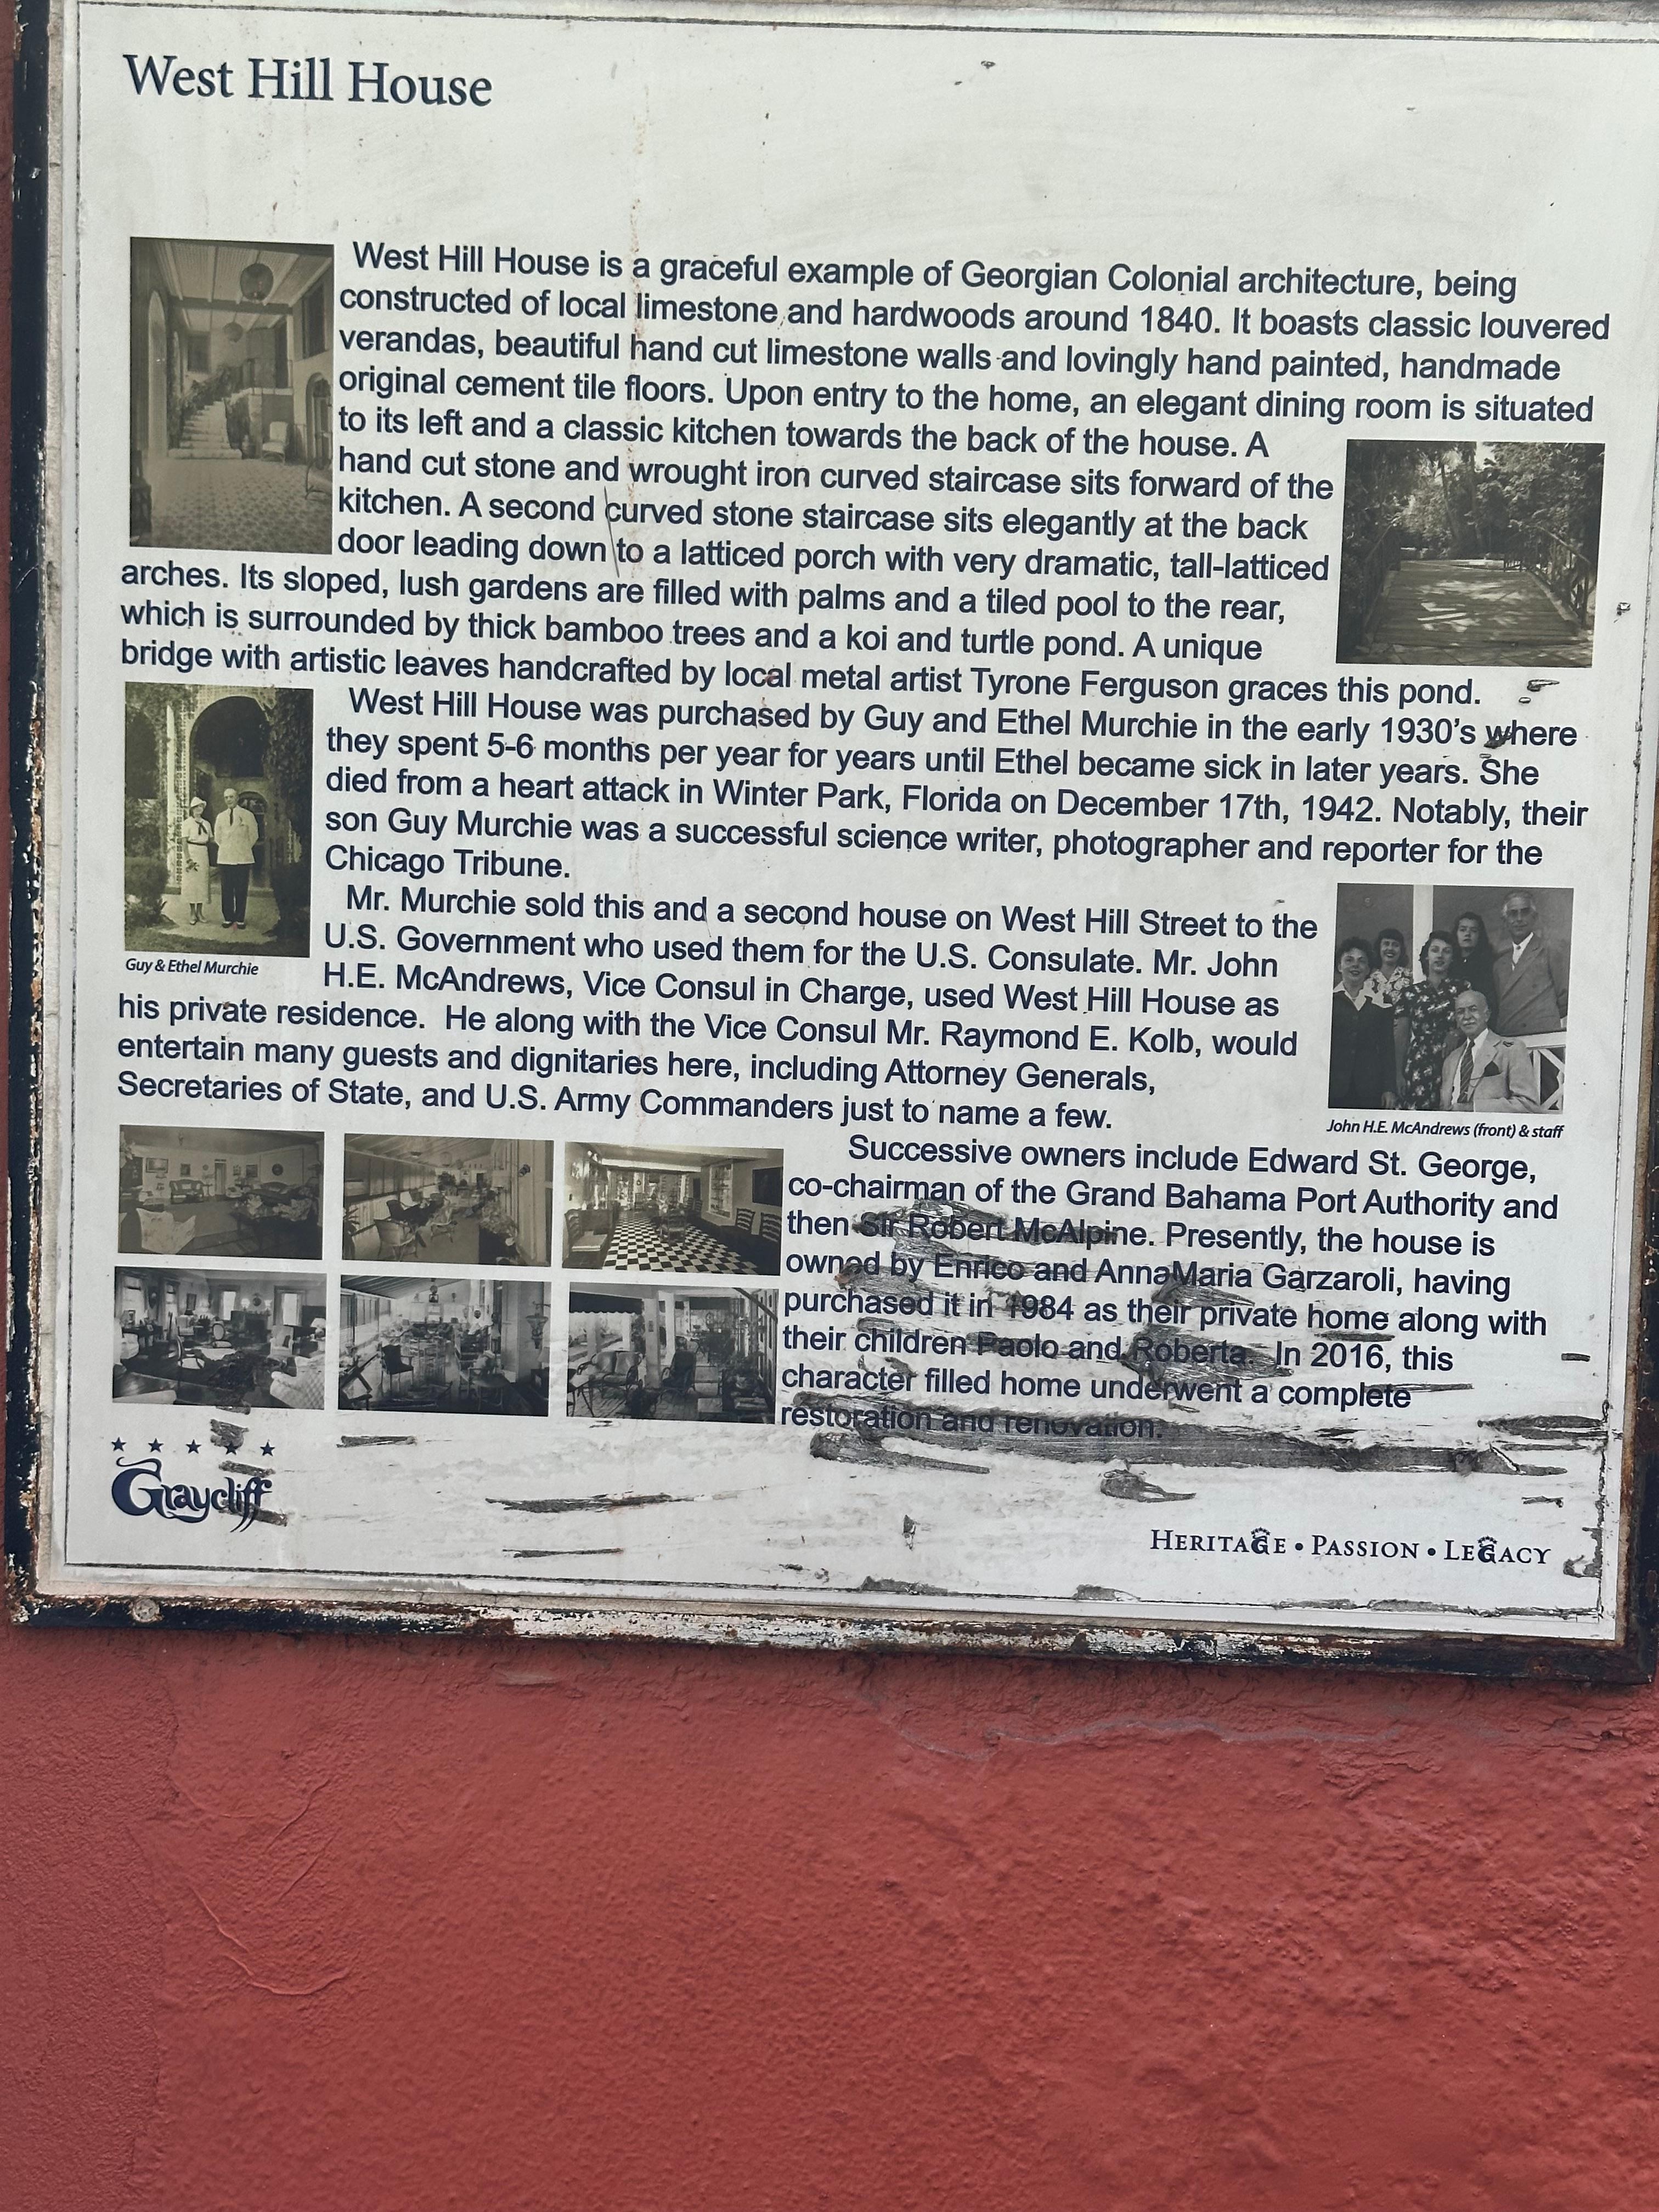 West Hill House
West Hill House is a graceful example of Georgian Colonial architecture, being
constructed of local limestone and hardwoods around 1840. It boasts classic louvered
verandas, beautiful hand cut limestone walls and lovingly hand painted, handmade
original cement tile floors. Upon entry to the home, an elegant dining room is situated
to its left and a classic kitchen towards the back of the house. A
hand cut stone and wrought iron curved staircase sits forward of the
kitchen. A second curved stone staircase sits elegantly at the back
door leading down to a latticed porch with very dramatic, tall-latticed
arches. Its sloped, lush gardens are filled with palms and a tiled pool to the rear,
which is surrounded by thick bamboo trees and a koi and turtle pond. A unique
bridge with artistic leaves handcrafted by local metal artist Tyrone Ferguson graces this pond.
West Hill House was purchased by Guy and Ethel Murchie in the early 1930's where
they spent 5-6 months per year for years until Ethel became sick in later years. She
died from a heart attack in Winter Park, Florida on December 17th, 1942. Notably, their
son Guy Murchie was a successful science writer, photographer and reporter for the
Chicago Tribune.
Guy & Ethel Murchie
Mr. Murchie sold this and a second house on West Hill Street to the
U.S. Government who used them for the U.S. Consulate. Mr. John
H.E. McAndrews, Vice Consul in Charge, used West Hill House as
his private residence. He along with the Vice Consul Mr. Raymond E. Kolb, would
entertain many guests and dignitaries here, including Attorney Generals,
Secretaries of State, and U.S. Army Commanders just to name a few.
John H.E. McAndrews (front) & staff
Successive owners include Edward St. George,
co-chairman of the Grand Bahama Port Authority and
then Sir Robert McAlpine. Presently, the house is
owned by Enrico and AnnaMaria Garzaroli, having
purchased it in 1984 as their private home along with
their children Paolo and Roberta. In 2016, this
character filled home underwent a complete
restoration and renovation.
Graycliff
HERITAGE • PASSION • LEGACY